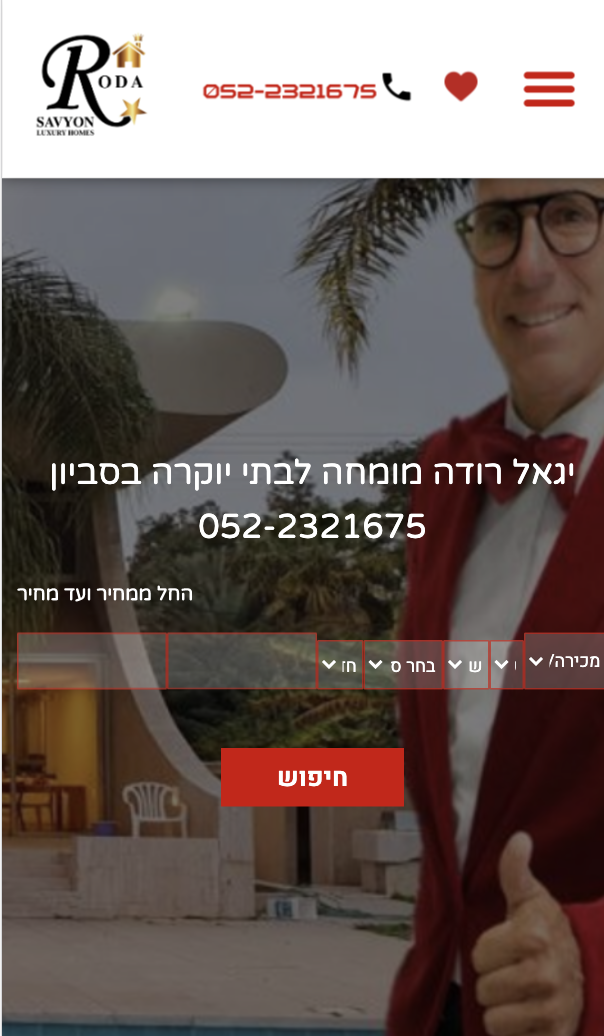 RODA
SAVYON
LUXURY HOMES
052-2321675
יגאל רודה מומחה לבתי יוקרה בסביון
052-2321675
החל ממחיר ועד מחיר
מכירה/
ש
בחר ס
חז
חיפוש